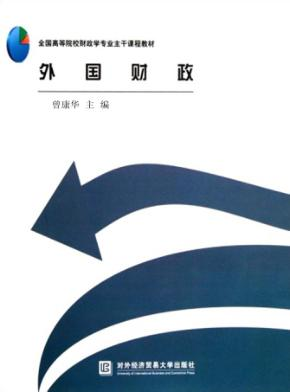 全国高等院校财政学专业主干课程教材
外国财政
曾康华 主 编
对外经济贸易大学出版社
University of International Business and Economics Press